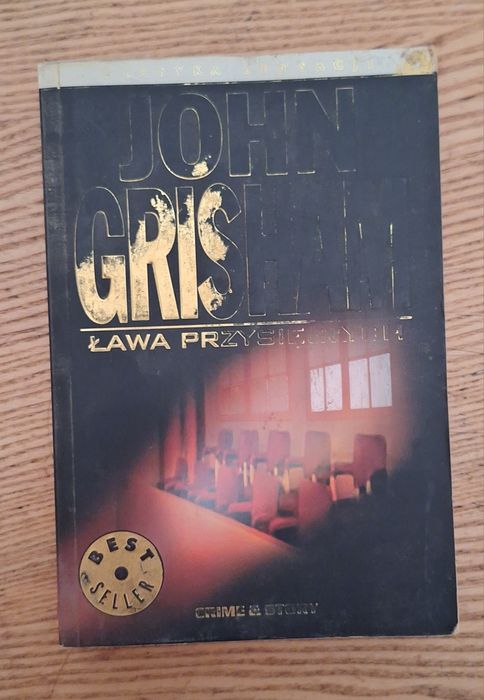 JOHN
GRISHAM
ŁAWA PRZYSIĘGŁYCH
BEST
SELLER
CRIME & STORY